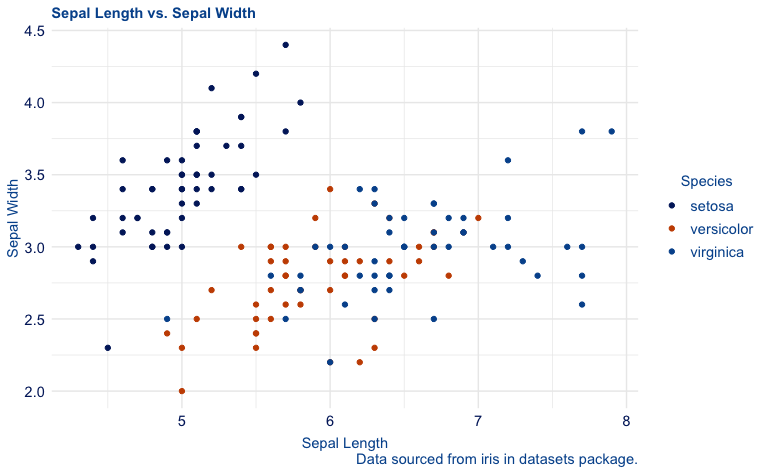 Sepal Length vs. Sepal Width
4.5
4.0
3.5
3.0
2.5
2.0
Sepal Width
5 6 7 8
Sepal Length
Data sourced from iris in datasets package.
Species
setosa
versicolor
virginica